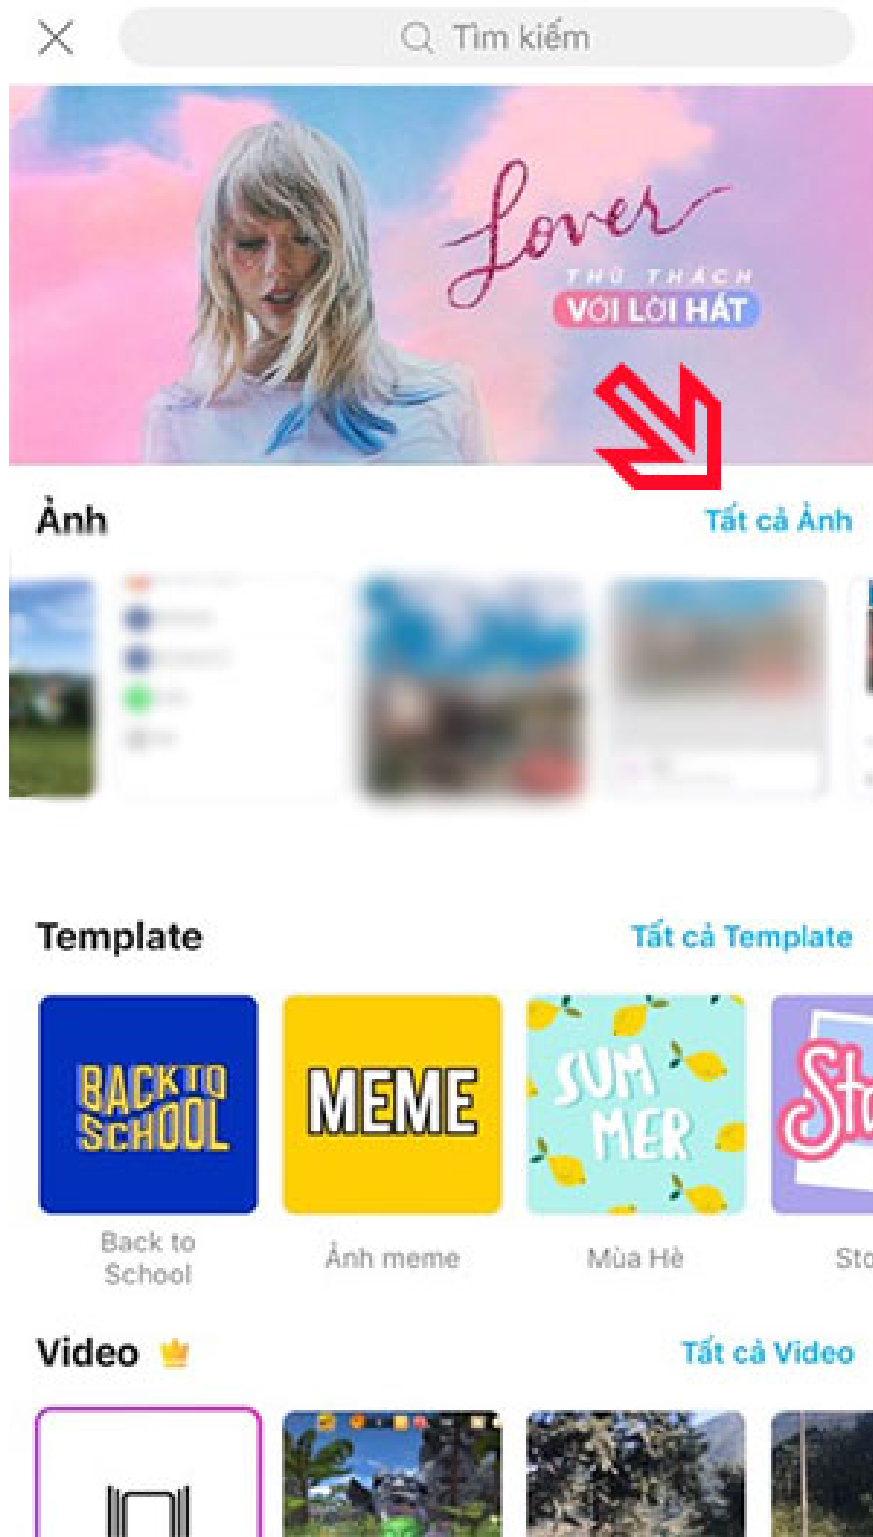 Tìm kiếm
Lover
THỬ THÁCH
VỚI LỜI HÁT
Ảnh
Tất cả Ảnh
Template
Tất cả Template
BACK TO
SCHOOL
MEME
SUM
MER
Back to
School
Ảnh meme
Mùa Hè
Video
Tất cả Video